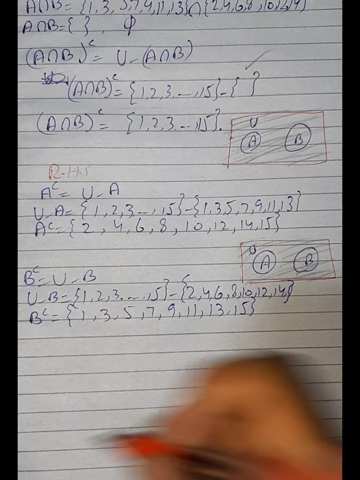 A∩B = {1, 3, 5, 7, 9, 11, 13} ∩ {2, 4, 6, 8, 10, 12, 14}
A∩B = { } , ϕ
(A∩B)ᶜ = U - (A∩B)
(A∩B)ᶜ = {1, 2, 3 ..., 15} - { }
(A∩B)ᶜ = {1, 2, 3 ... , 15}.
U
A B
Aᶜ = U - A
U - A = {1, 2, 3 ... , 15} - {1, 3, 5, 7, 9, 11, 13}
Aᶜ = {2, 4, 6, 8, 10, 12, 14, 15}
U
A B
Bᶜ = U - B
U - B = {1, 2, 3, ... , 15} - {2, 4, 6, 8, 10, 12, 14}
Bᶜ = {1, 3, 5, 7, 9, 11, 13, 15}